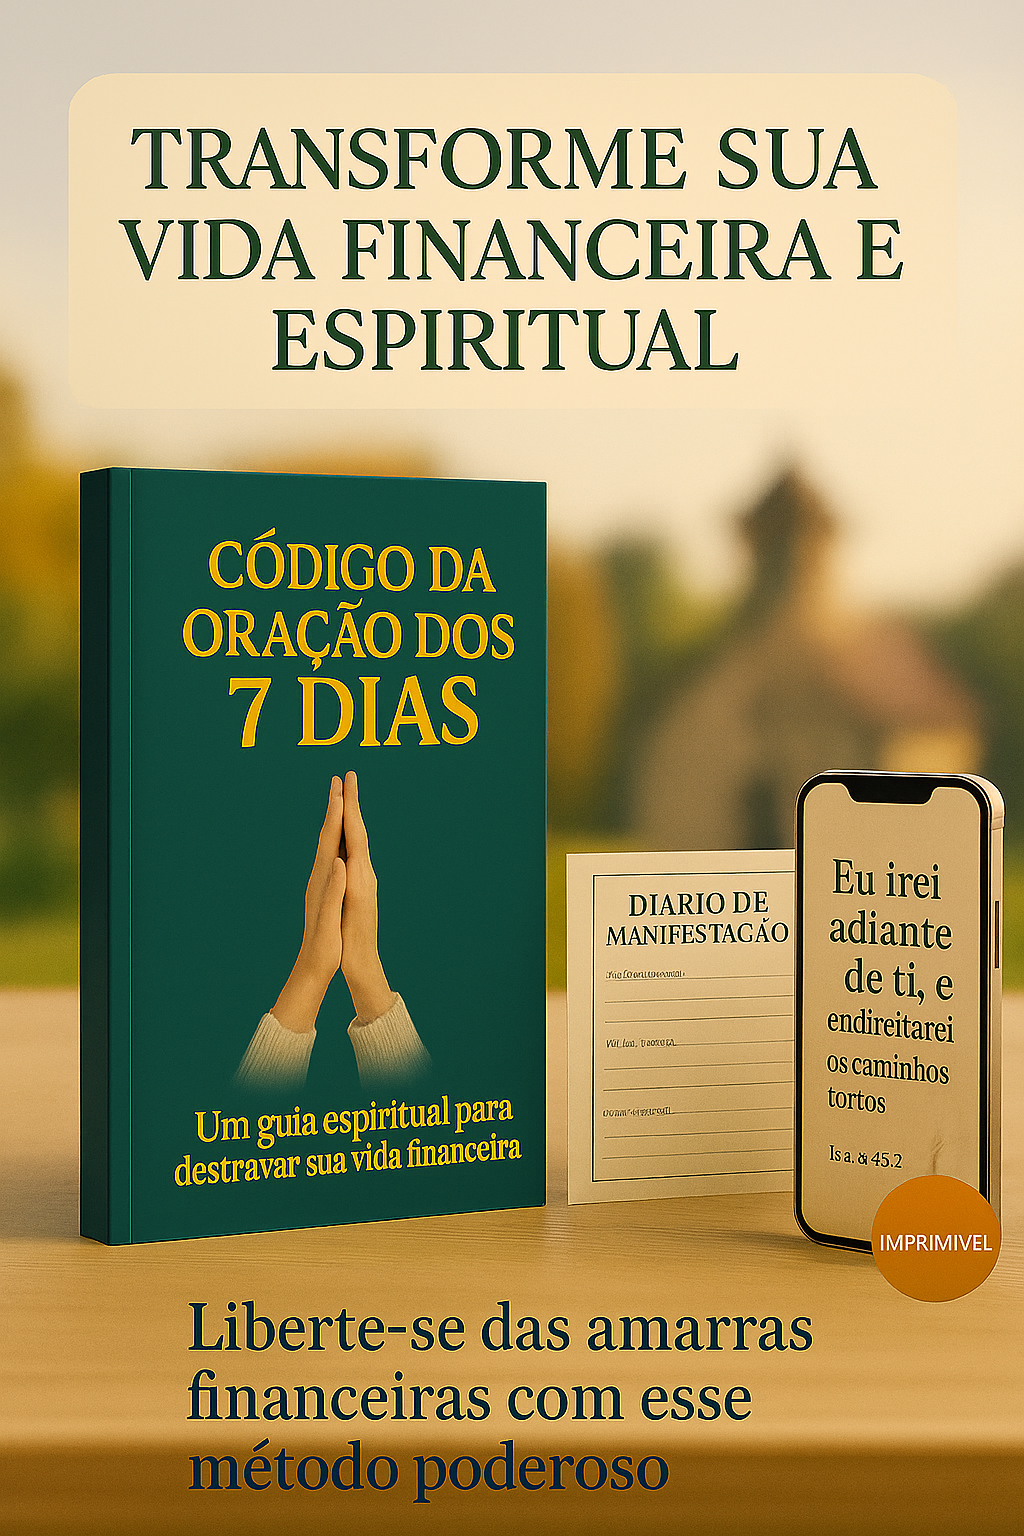 TRANSFORME SUA
VIDA FINANCEIRA E
ESPIRITUAL
CÓDIGO DA
ORAÇÃO DOS
7 DIAS
Um guia espiritual para
destravar sua vida financeira
DIARIO DE
MANIFESTAGÃO
Eu irei
adiante
de ti, e
endireitarei
os caminhos
tortos
Is a. & 45.2
IMPRIMIVEL
Liberte-se das amarras
financeiras com esse
método poderoso